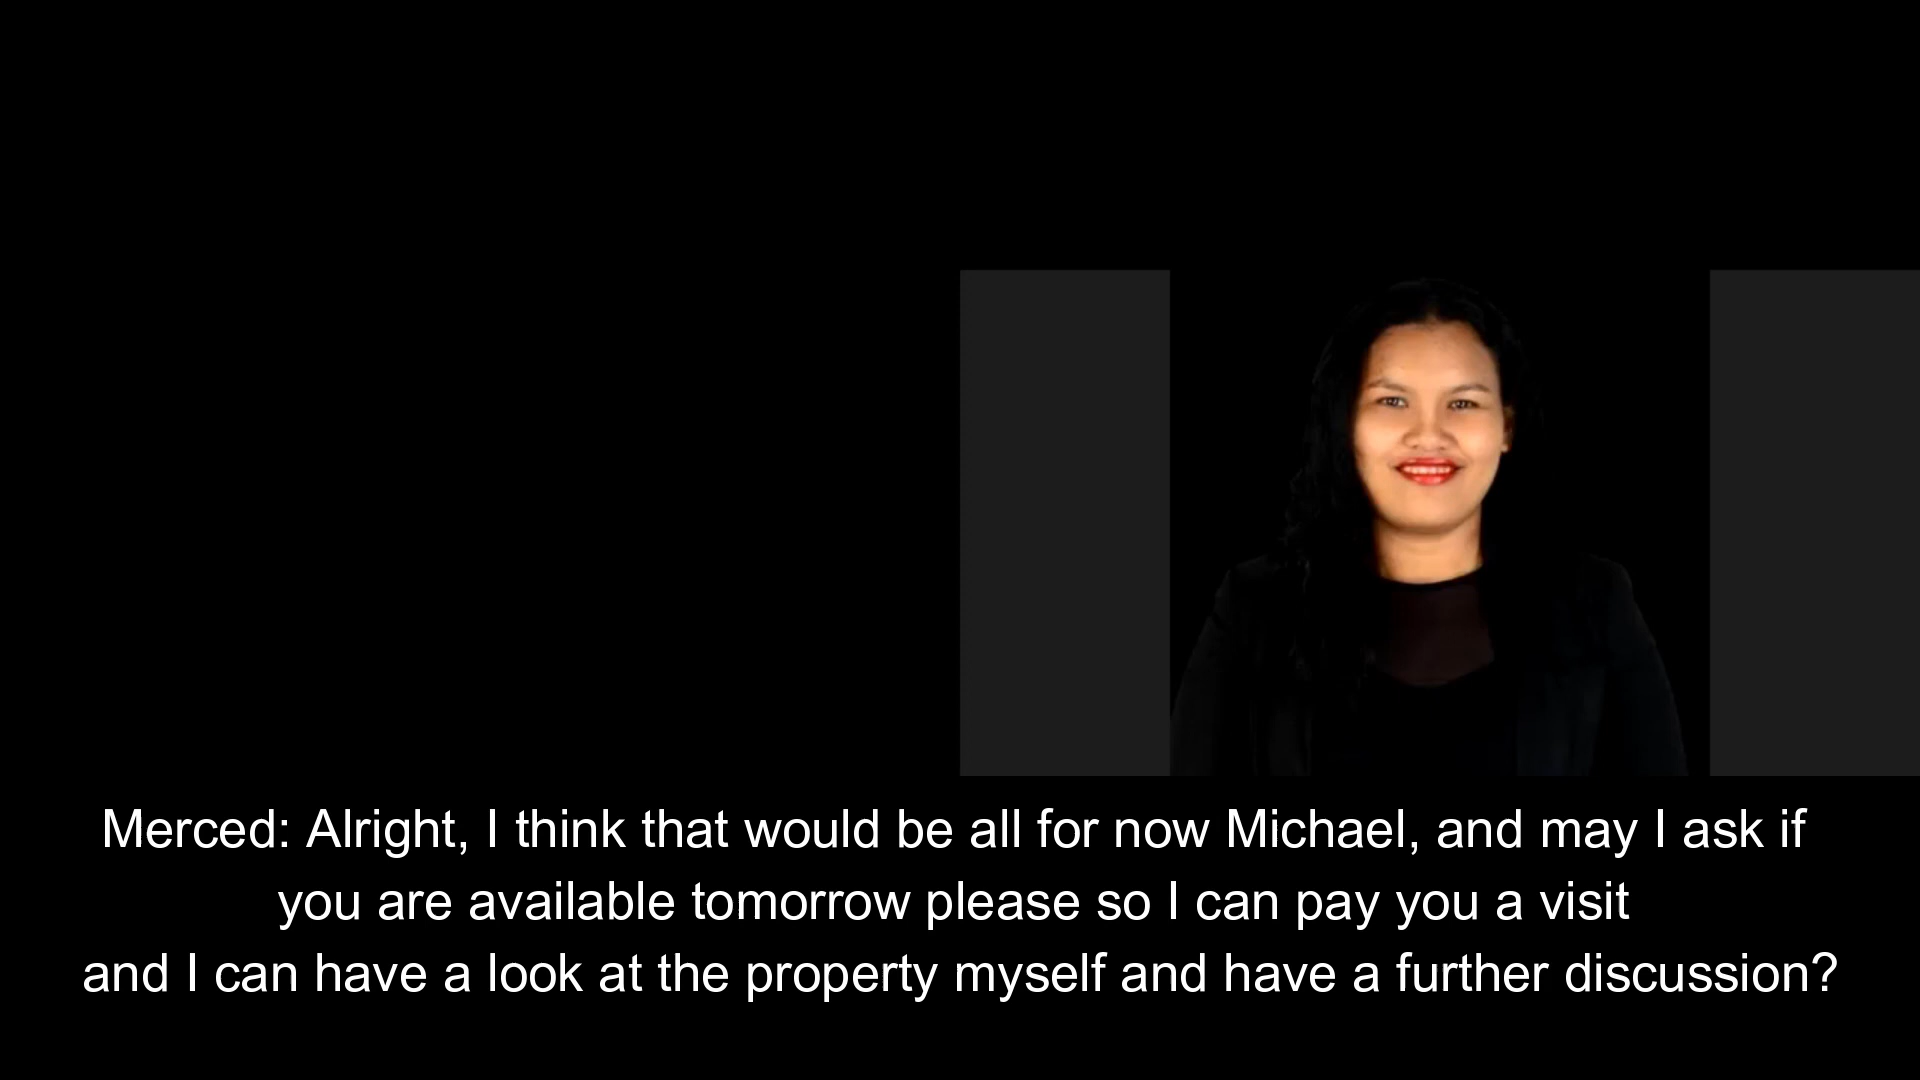 Merced: Alright, I think that would be all for now Michael, and may I ask if
you are available tomorrow please so I can pay you a visit
and I can have a look at the property myself and have a further discussion?